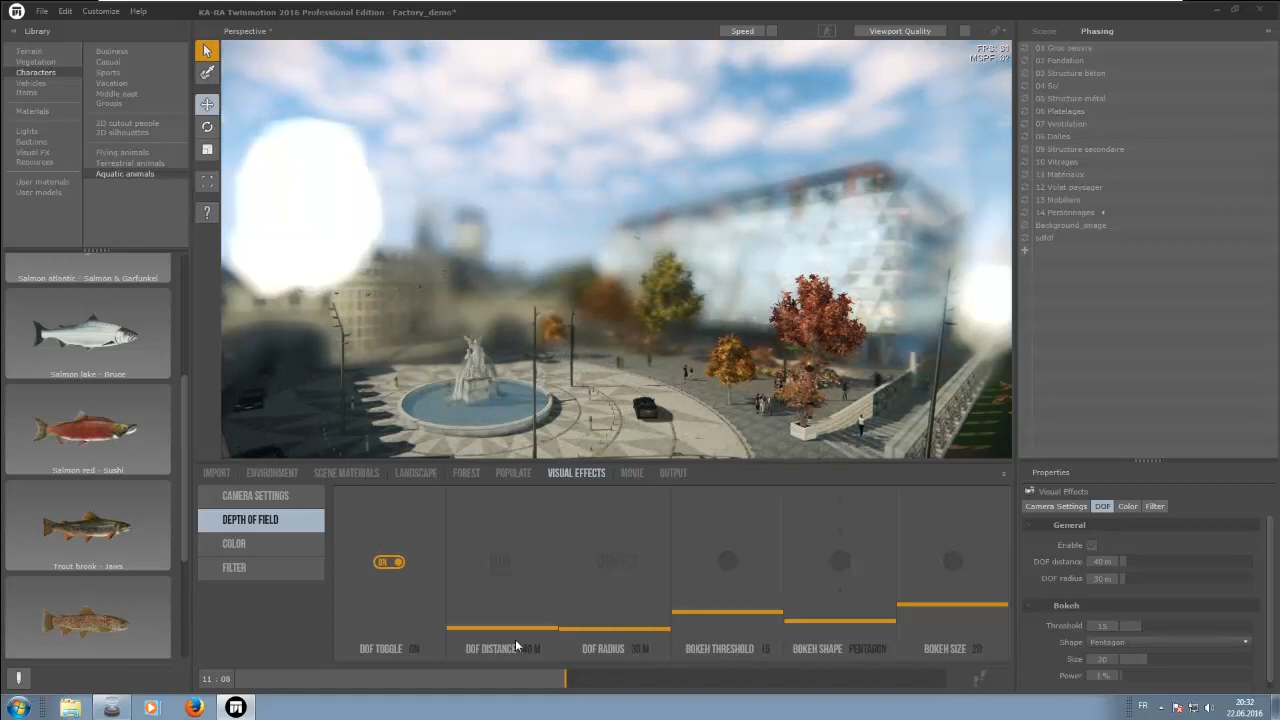 File Edit Customize Help KA-RA Twinmotion 2016 Professional Edition - Factory_demo*
Library
Perspective
Speed
Viewport Quality
Scene Phasing
Terrain
Vegetation
Characters
Vehicles
Items
Materials
Lights
Sections
Visual FX
Resources
User materials
User models
Business
Casual
Sports
Vacation
Middle east
Groups
2D cutout people
2D silhouettes
Flying animals
Terrestrial animals
Aquatic animals
Salmon atlantic - Salmon & Garfunkel
Salmon lake - Bruce
Salmon red - Sushi
Trout brook - Jaws
?
01 Gros oeuvre
02 Fondation
03 Structure béton
04 Sol
05 Structure métal
06 Platelages
07 Ventilation
08 Dalles
09 Structure secondaire
10 Vitrages
11 Matériaux
12 Volet paysager
13 Mobiliers
14 Personnages
Background_image
sdfdf
IMPORT ENVIRONMENT SCENE MATERIALS LANDSCAPE FOREST POPULATE VISUAL EFFECTS MOVIE OUTPUT
CAMERA SETTINGS
DEPTH OF FIELD
COLOR
FILTER
ON
DOF TOGGLE ON
DOF DISTANCE
DOF RADIUS 30 M
BOKEH THRESHOLD 15
BOKEH SHAPE PENTAGON
BOKEH SIZE 20
11 : 08
Properties
Visual Effects
Camera Settings DOF Color Filter
General
Enable
DOF distance 40 m
DOF radius 30 m
Bokeh
Threshold 15
Shape Pentagon
Size 20
Power 1 %
FR
20:32
22.06.2016